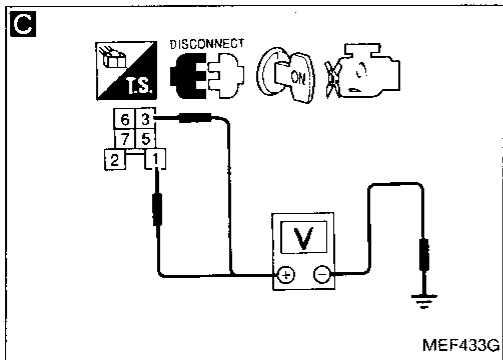 C
DISCONNECT
T.S.
ON
6 3
7 5
2 1
V
+ −
MEF433G